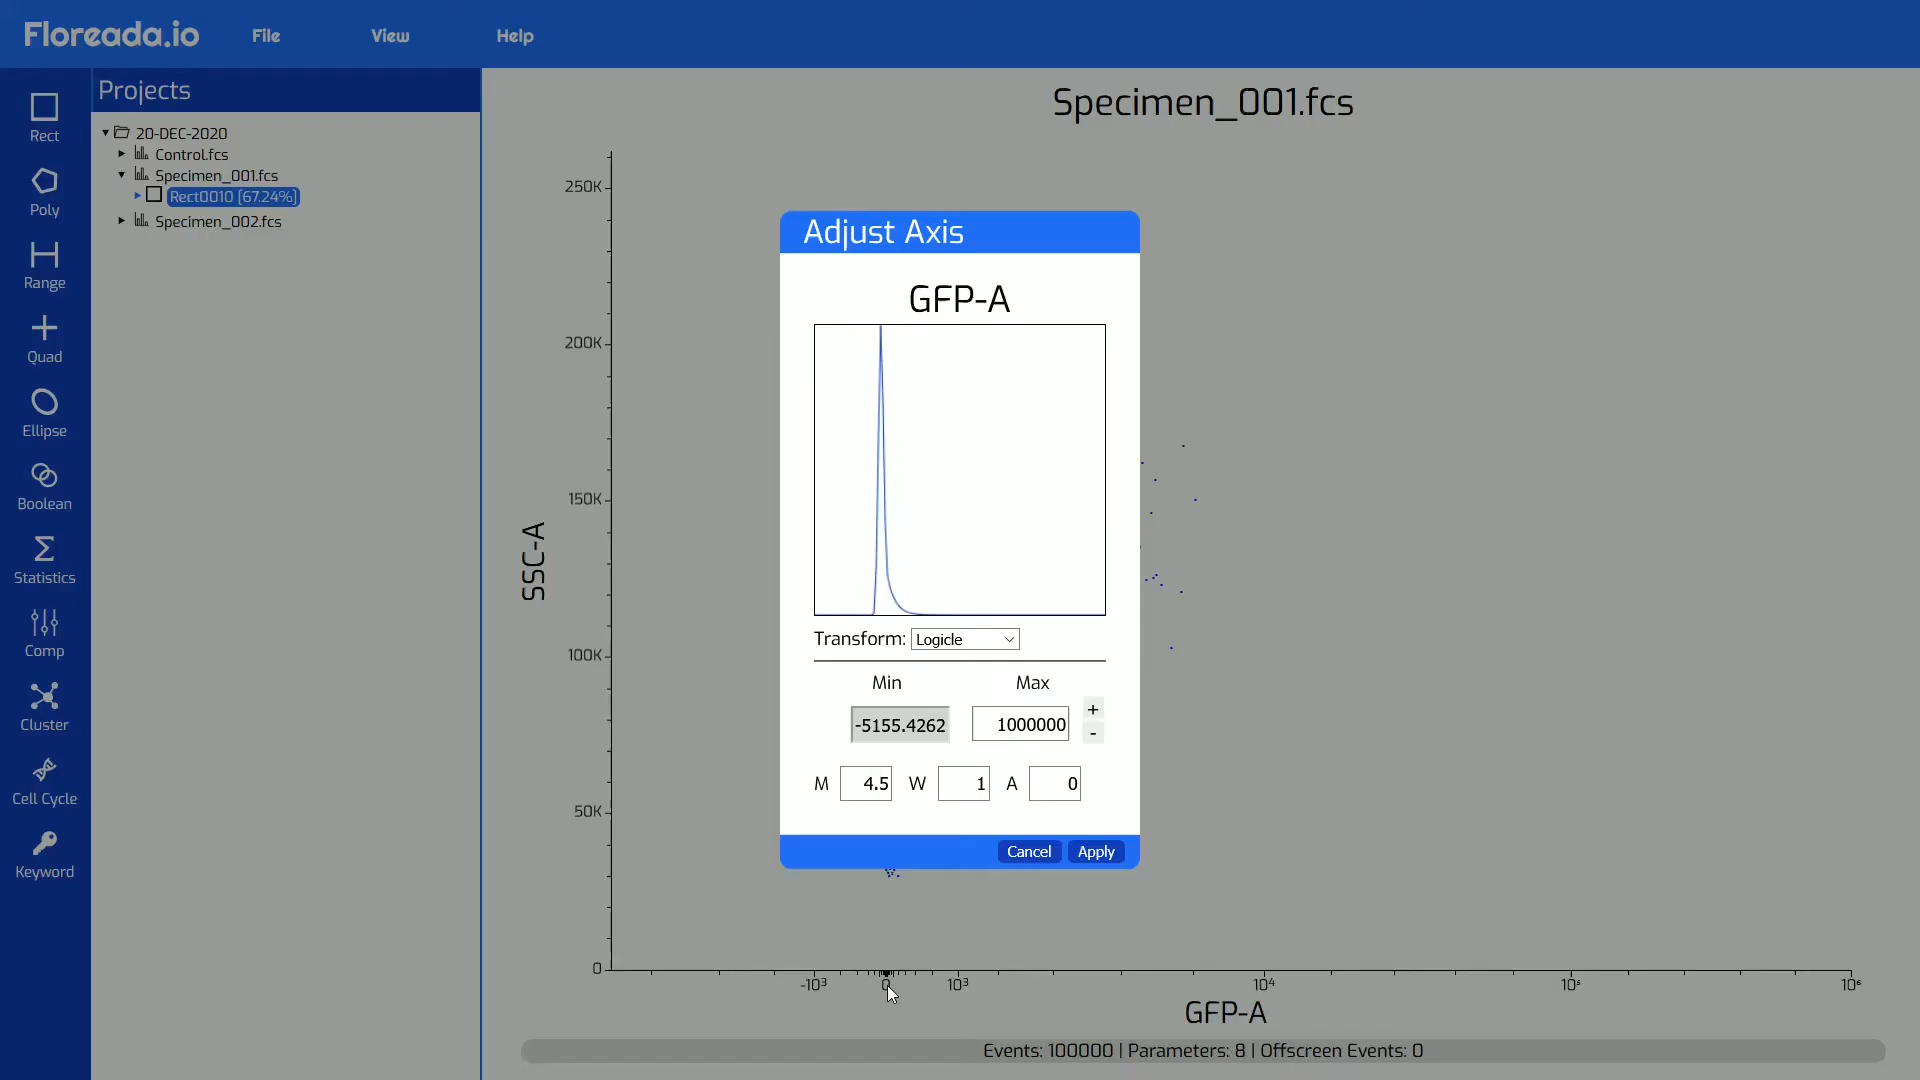 Floreada.io
File
View
Help
Projects
Rect
Poly
Range
Quad
Ellipse
Boolean
Statistics
Comp
Cluster
Cell Cycle
Keyword
20-DEC-2020
Control.fcs
Specimen_001.fcs
Rect0010 [67.24%]
Specimen_002.fcs
Specimen_001.fcs
250K
200K
150K
100K
50K
0
SSC-A
-10³
0
10³
10⁴
10⁵
10⁶
GFP-A
Events: 100000 | Parameters: 8 | Offscreen Events: 0
Adjust Axis
GFP-A
Transform: Logicle
Min Max
-5155.4262 1000000 +
-
M 4.5 W 1 A 0
Cancel Apply